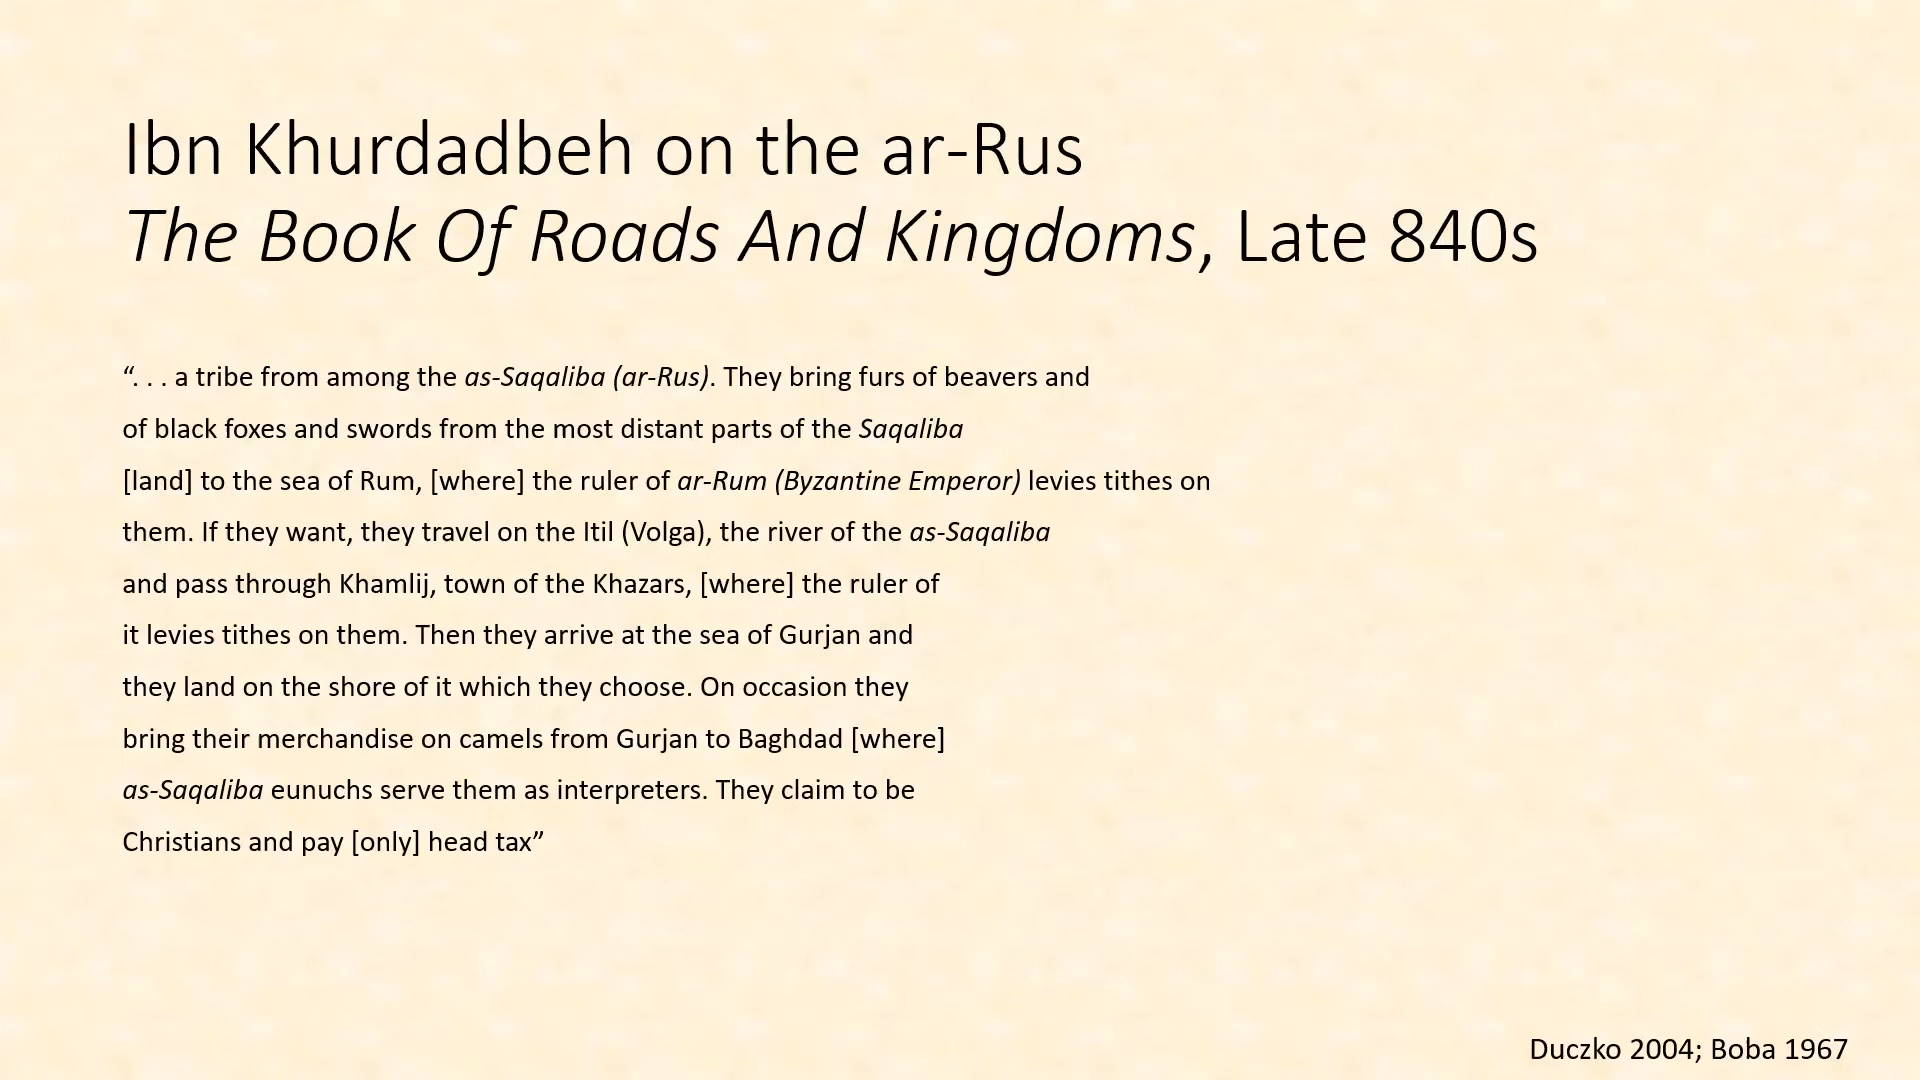 Ibn Khurdadbeh on the ar-Rus
The Book Of Roads And Kingdoms, Late 840s
“. . . a tribe from among the as-Saqaliba (ar-Rus). They bring furs of beavers and
of black foxes and swords from the most distant parts of the Saqaliba
[land] to the sea of Rum, [where] the ruler of ar-Rum (Byzantine Emperor) levies tithes on
them. If they want, they travel on the Itil (Volga), the river of the as-Saqaliba
and pass through Khamlij, town of the Khazars, [where] the ruler of
it levies tithes on them. Then they arrive at the sea of Gurjan and
they land on the shore of it which they choose. On occasion they
bring their merchandise on camels from Gurjan to Baghdad [where]
as-Saqaliba eunuchs serve them as interpreters. They claim to be
Christians and pay [only] head tax”
Duczko 2004; Boba 1967